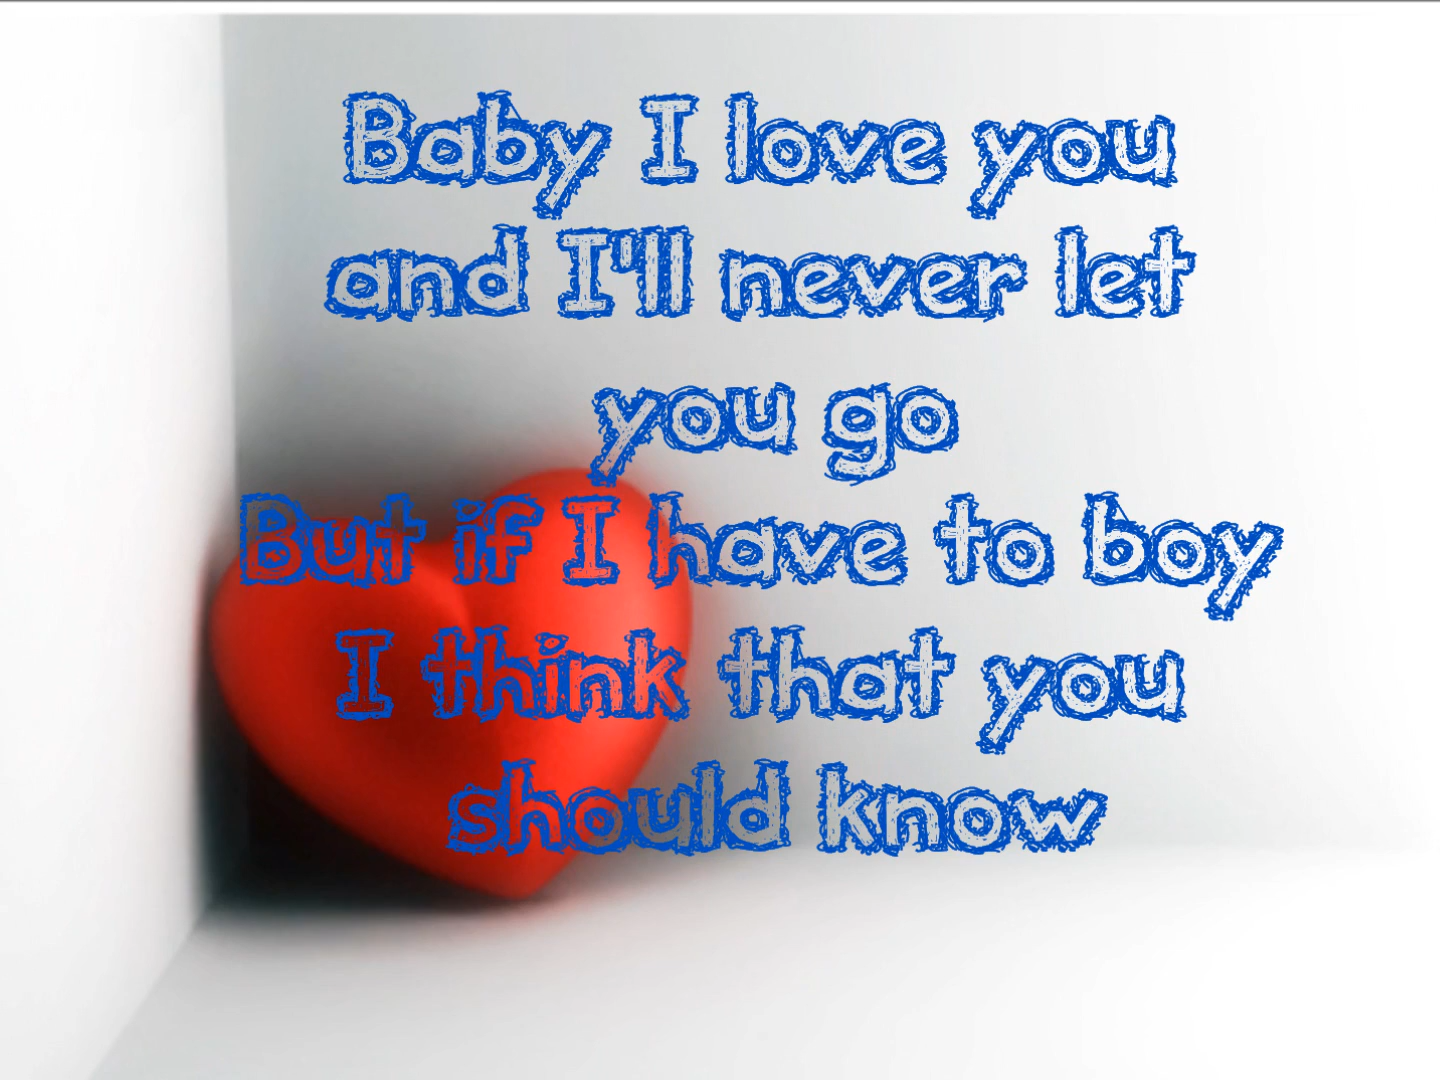 Baby I love you
and I'll never let
you go
But if I have to boy
I think that you
should know